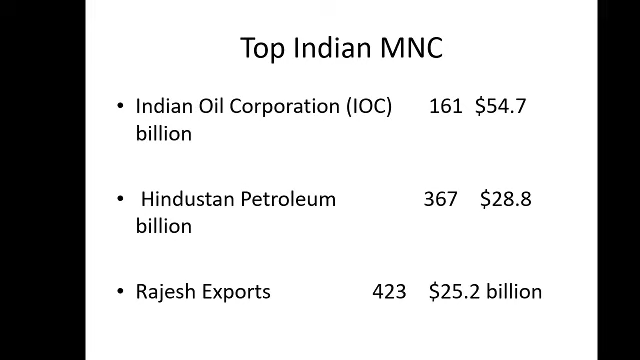 Top Indian MNC
• Indian Oil Corporation (IOC) 161 $54.7
billion
• Hindustan Petroleum 367 $28.8
billion
• Rajesh Exports 423 $25.2 billion